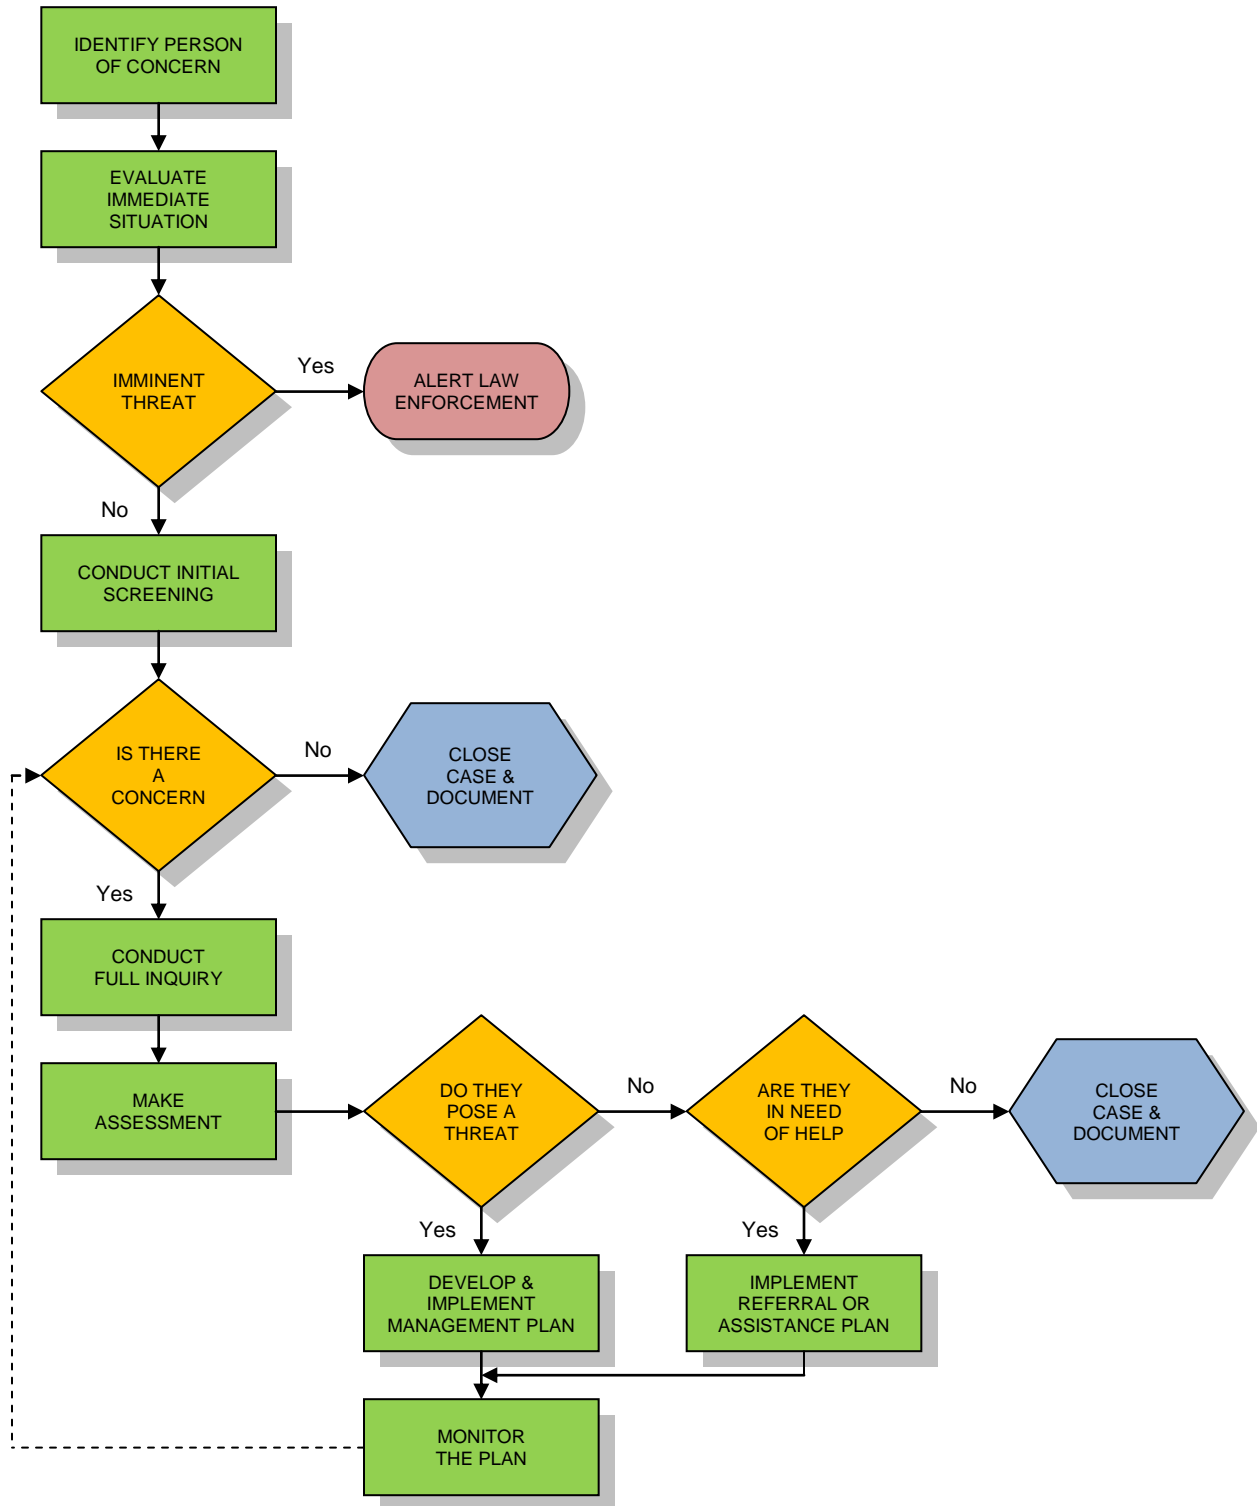 IDENTIFY PERSON
OF CONCERN
EVALUATE
IMMEDIATE
SITUATION
IMMINENT
THREAT
Yes
ALERT LAW
ENFORCEMENT
No
CONDUCT INITIAL
SCREENING
IS THERE
A
CONCERN
No
CLOSE
CASE &
DOCUMENT
Yes
CONDUCT
FULL INQUIRY
MAKE
ASSESSMENT
DO THEY
POSE A
THREAT
No
ARE THEY
IN NEED
OF HELP
No
CLOSE
CASE &
DOCUMENT
Yes
DEVELOP &
IMPLEMENT
MANAGEMENT PLAN
Yes
IMPLEMENT
REFERRAL OR
ASSISTANCE PLAN
MONITOR
THE PLAN